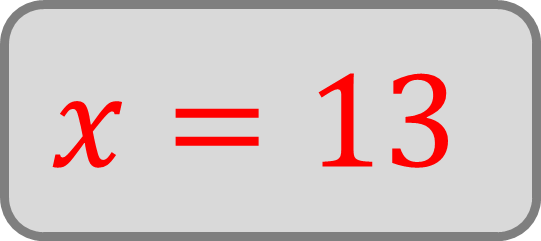 x = 13